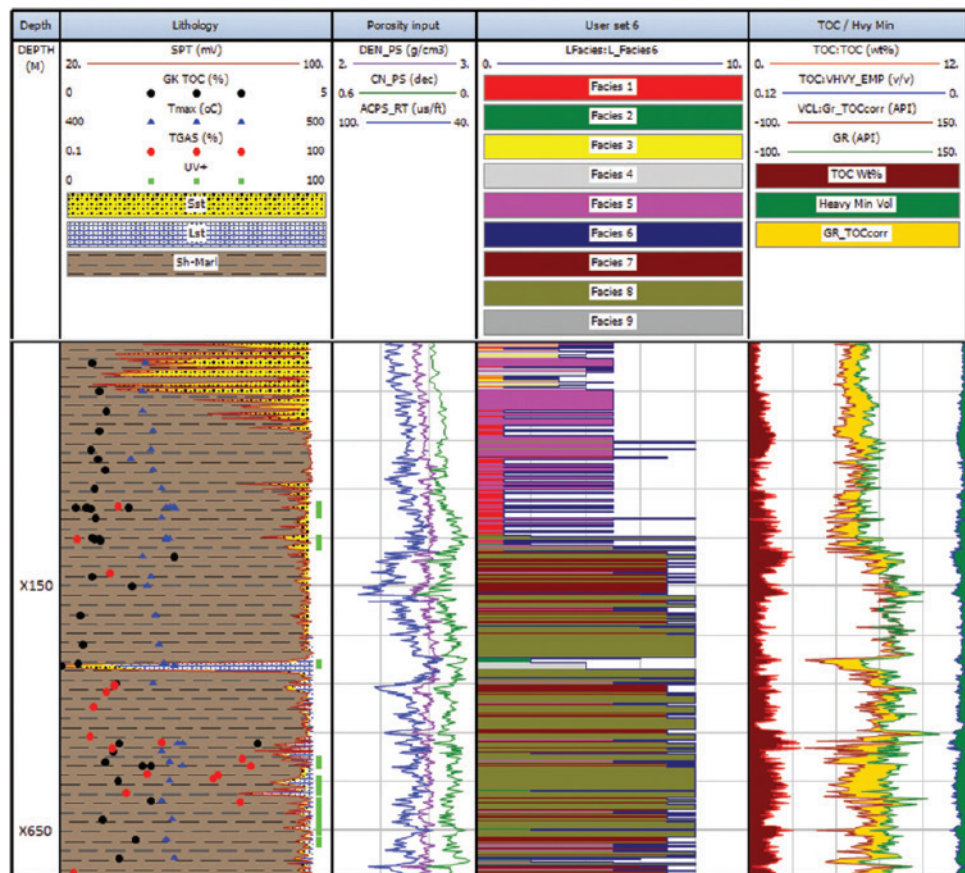 Depth Lithology Porosity input User set 6 TOC / Hvy Min
DEPTH (M)
SPT (mV)
20. 100.
GK TOC (%)
0 5
Tmax (oC)
400 500
TGAS (%)
0.1 100
UV+
0 100
Sst
Lst
Sh-Marl
DEN_PS (g/cm3)
2. 3.
CN_PS (dec)
0.6 0.
ACPS_RT (us/ft)
100. 40.
LFacies:L_Facies6
0. 10.
Facies 1
Facies 2
Facies 3
Facies 4
Facies 5
Facies 6
Facies 7
Facies 8
Facies 9
TOC:TOC (wt%)
0. 12.
TOC:VHVY_EMP (v/v)
0.12 0.
VCL:Gr_TOCcorr (API)
-100. 150.
GR (API)
-100. 150.
TOC Wt%
Heavy Min Vol
GR_TOCcorr
X150
X650